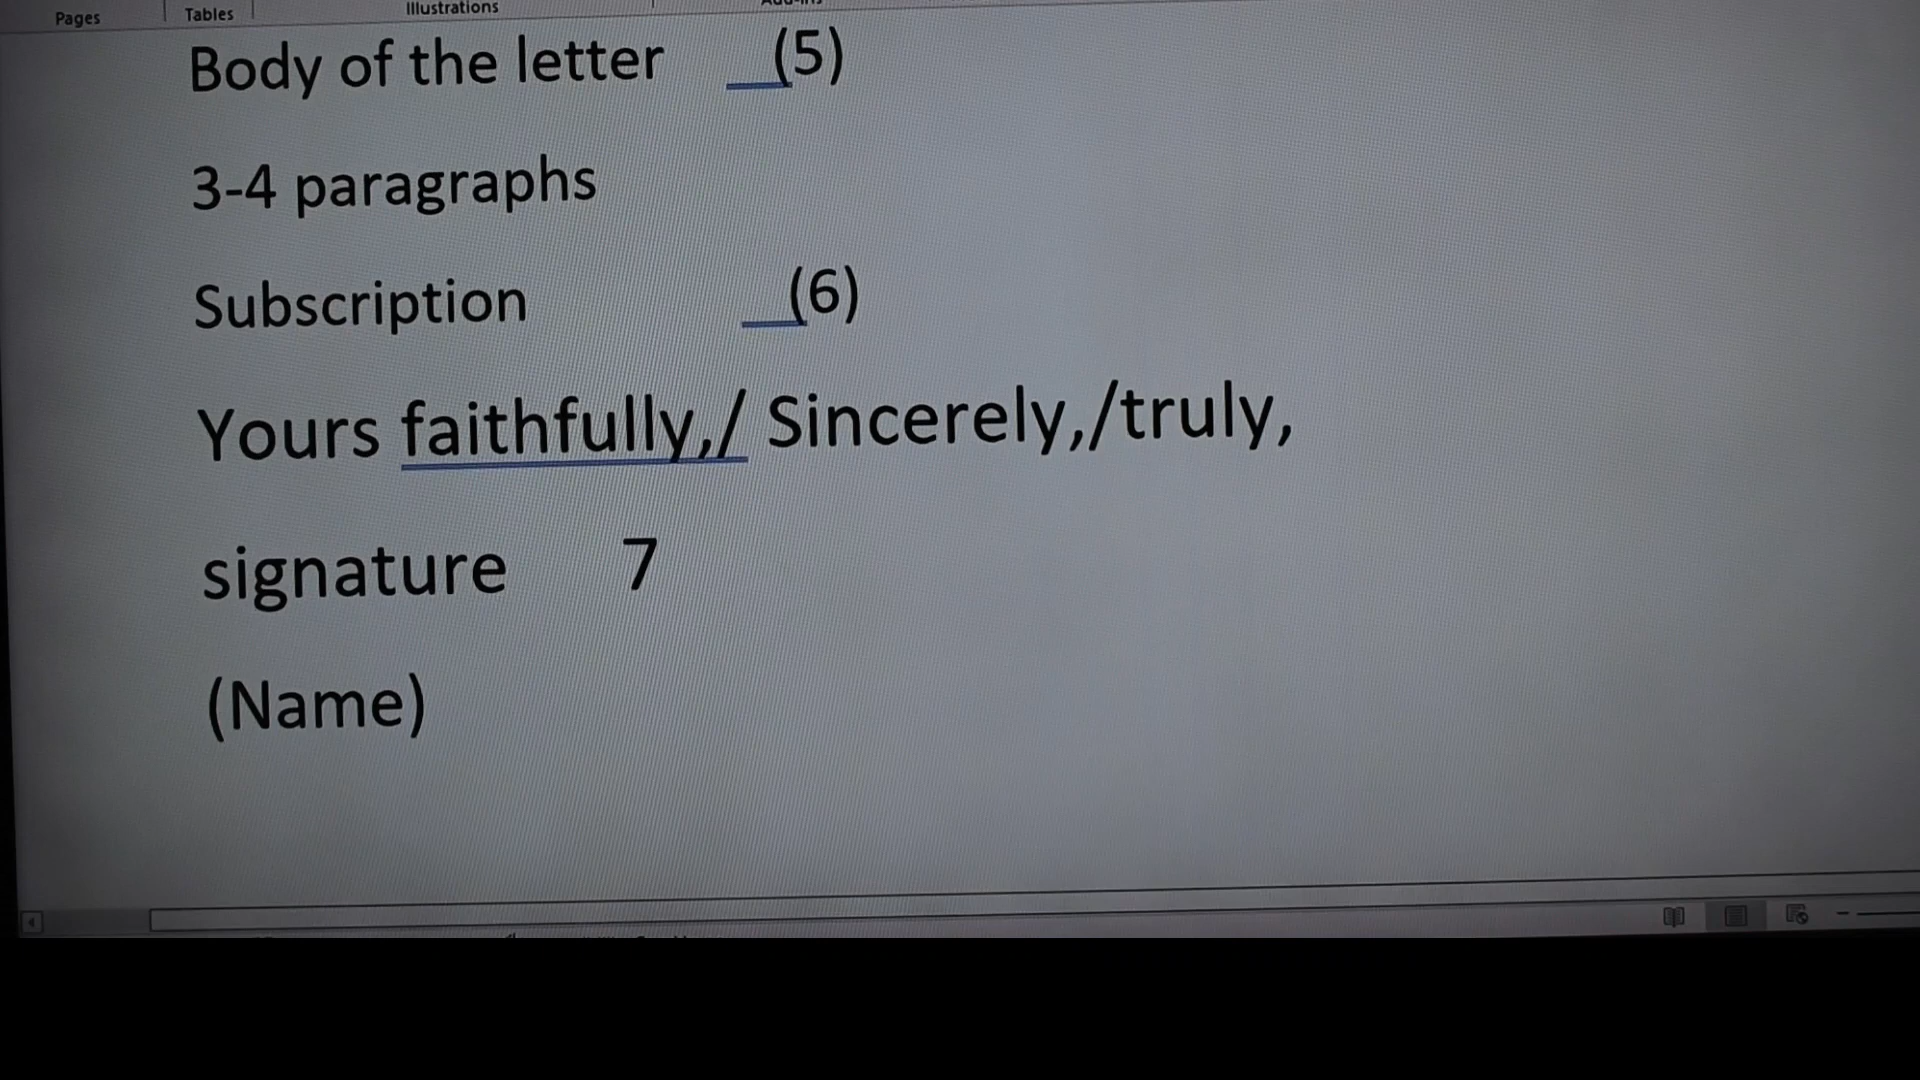 Pages Tables Illustrations
Body of the letter __(5)
3-4 paragraphs
Subscription __(6)
Yours faithfully,/ Sincerely,/truly,
signature 7
(Name)